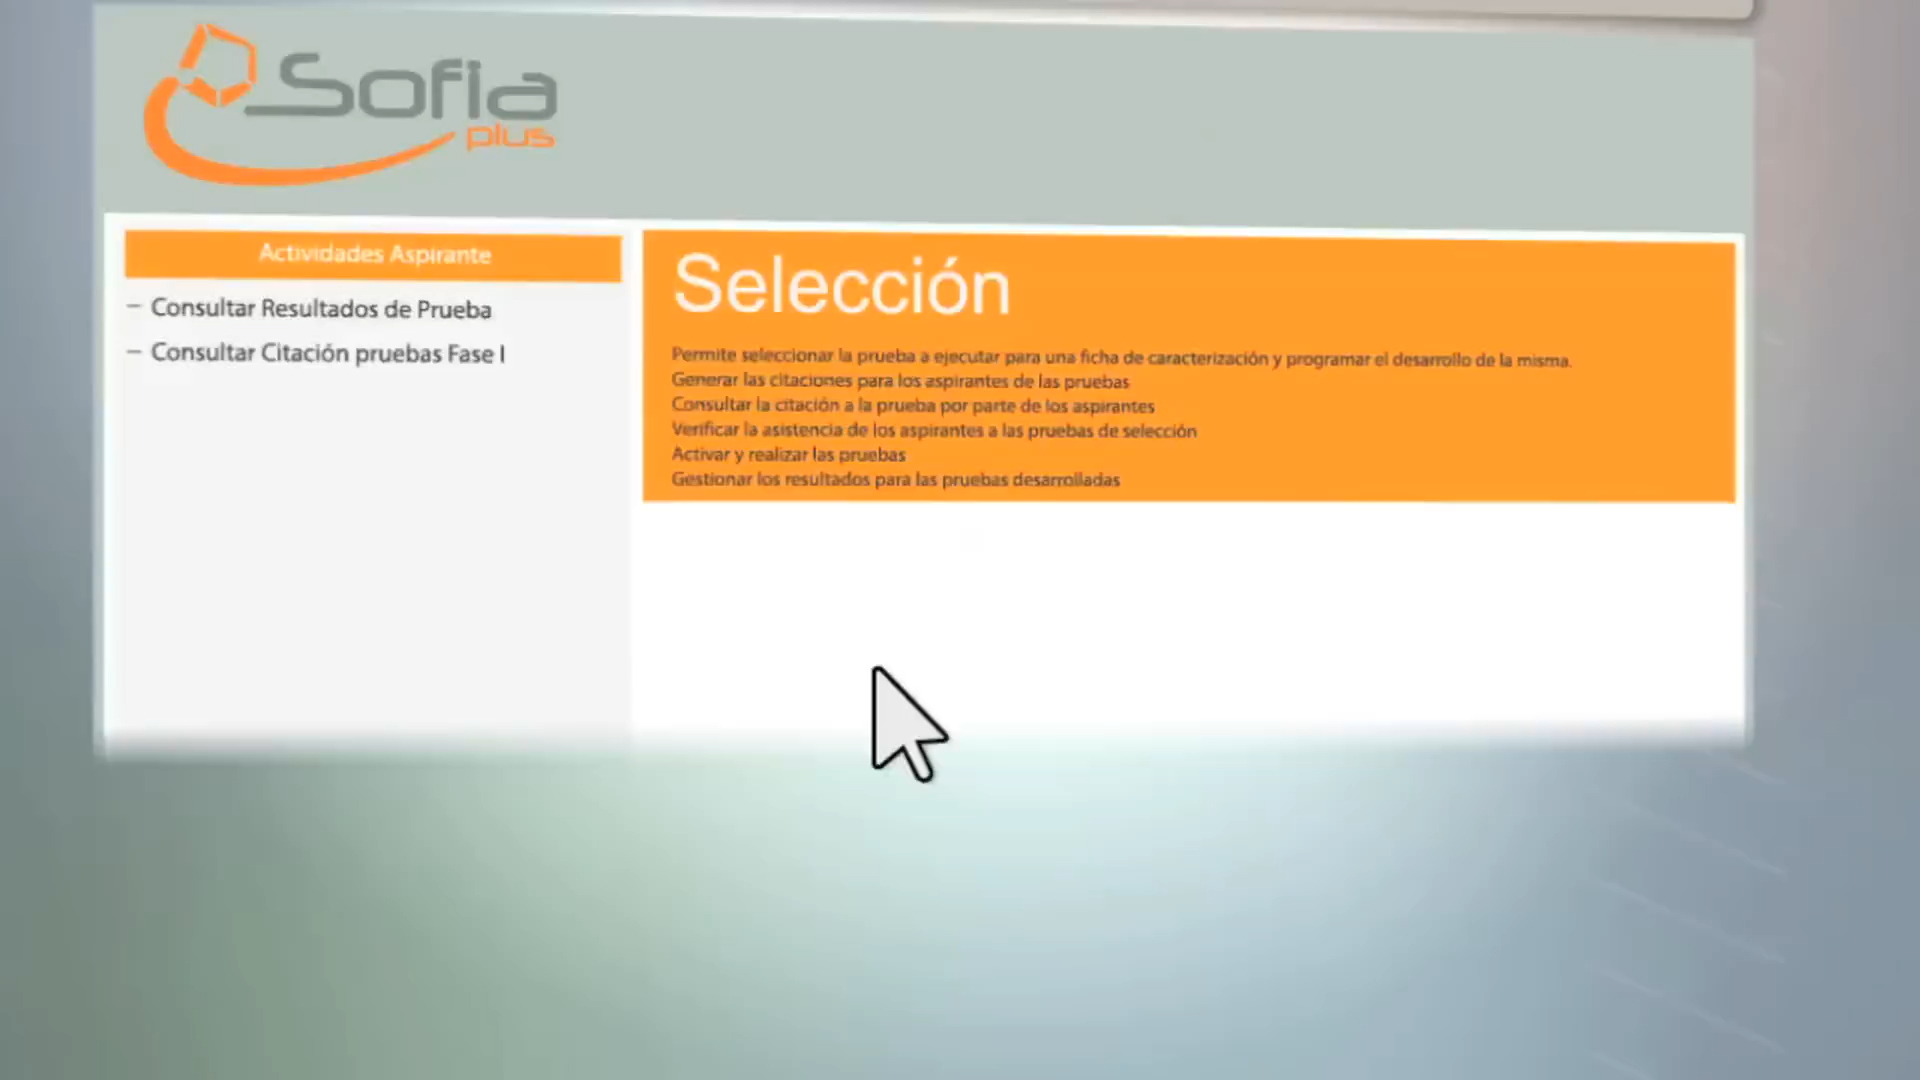 Sofia
plus
Actividades Aspirante
– Consultar Resultados de Prueba
– Consultar Citación pruebas Fase I
Selección
Permite seleccionar la prueba a ejecutar para una ficha de caracterización y programar el desarrollo de la misma.
Generar las citaciones para los aspirantes de las pruebas
Consultar la citación a la prueba por parte de los aspirantes
Verificar la asistencia de los aspirantes a las pruebas de selección
Activar y realizar las pruebas
Gestionar los resultados para las pruebas desarrolladas